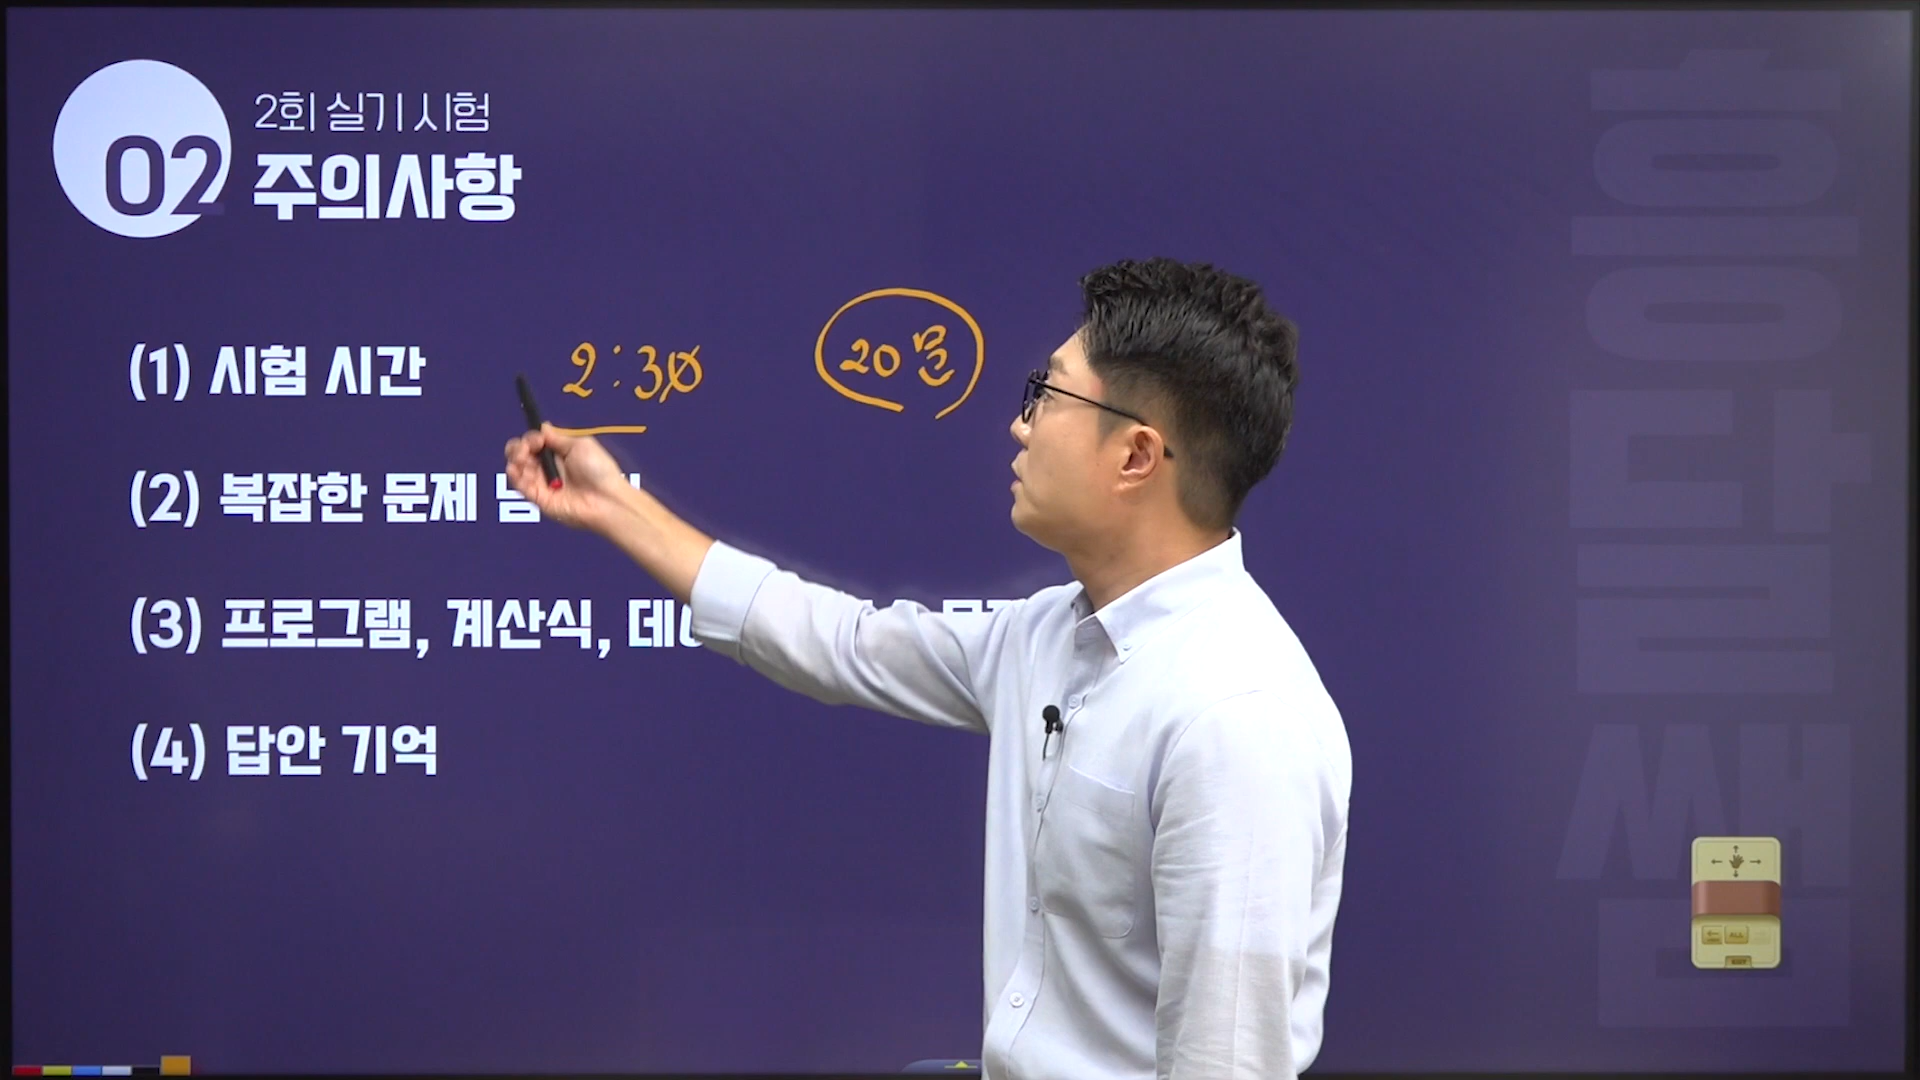 2회 실기 시험
02 주의사항
(1) 시험 시간 2:30 20문
(2) 복잡한 문제
(3) 프로그램, 계산식,
(4) 답안 기억
ALL